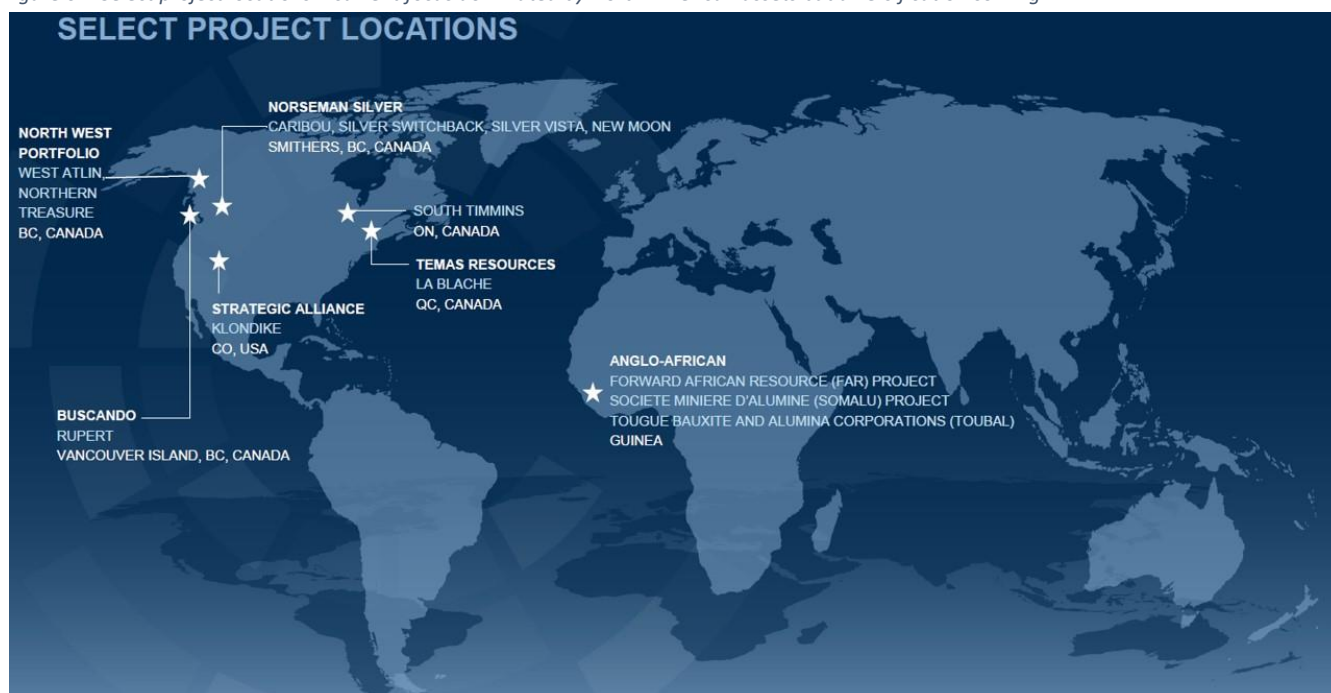 SELECT PROJECT LOCATIONS
NORSEMAN SILVER
CARIBOU, SILVER SWITCHBACK, SILVER VISTA, NEW MOON
SMITHERS, BC, CANADA
NORTH WEST
PORTFOLIO
WEST ATLIN,
NORTHERN
TREASURE
BC, CANADA
SOUTH TIMMINS
ON, CANADA
TEMAS RESOURCES
LA BLACHE
QC, CANADA
STRATEGIC ALLIANCE
KLONDIKE
CO, USA
ANGLO-AFRICAN
FORWARD AFRICAN RESOURCE (FAR) PROJECT
SOCIETE MINIERE D'ALUMINE (SOMALU) PROJECT
TOUGUE BAUXITE AND ALUMINA CORPORATIONS (TOUBAL)
GUINEA
BUSCANDO
RUPERT
VANCOUVER ISLAND, BC, CANADA